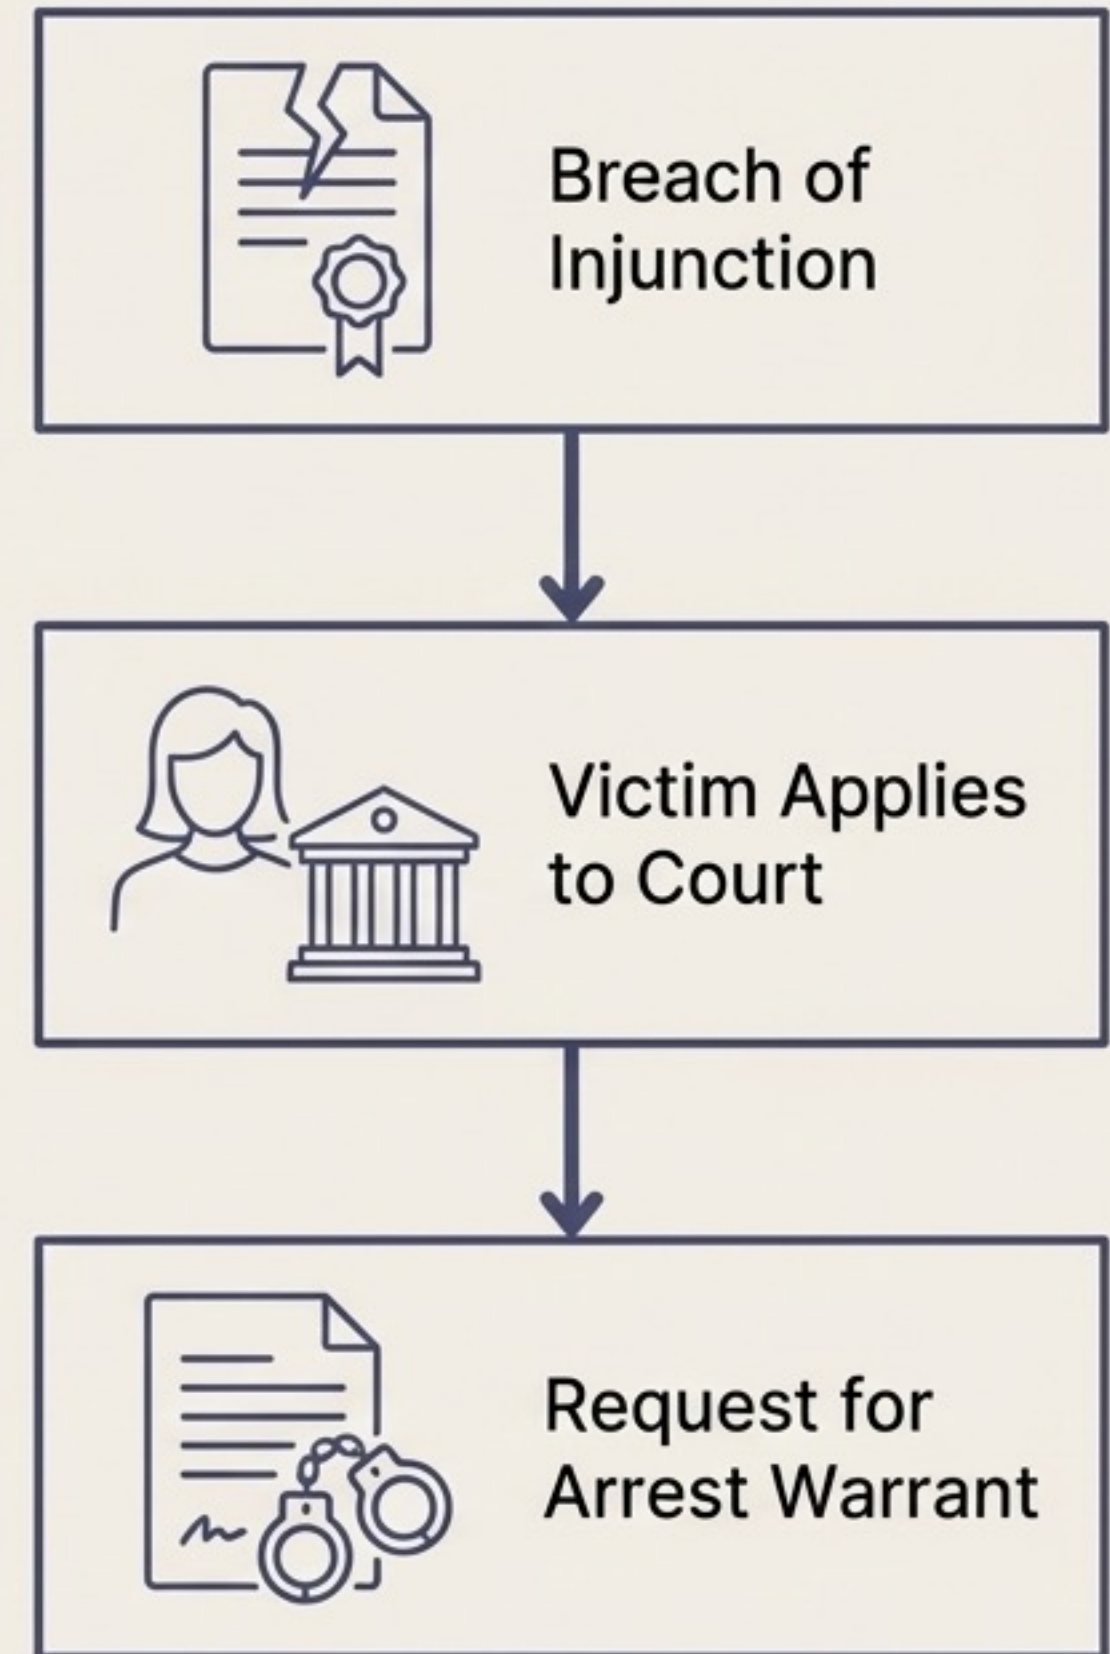 Breach of
Injunction
Victim Applies
to Court
Request for
Arrest Warrant